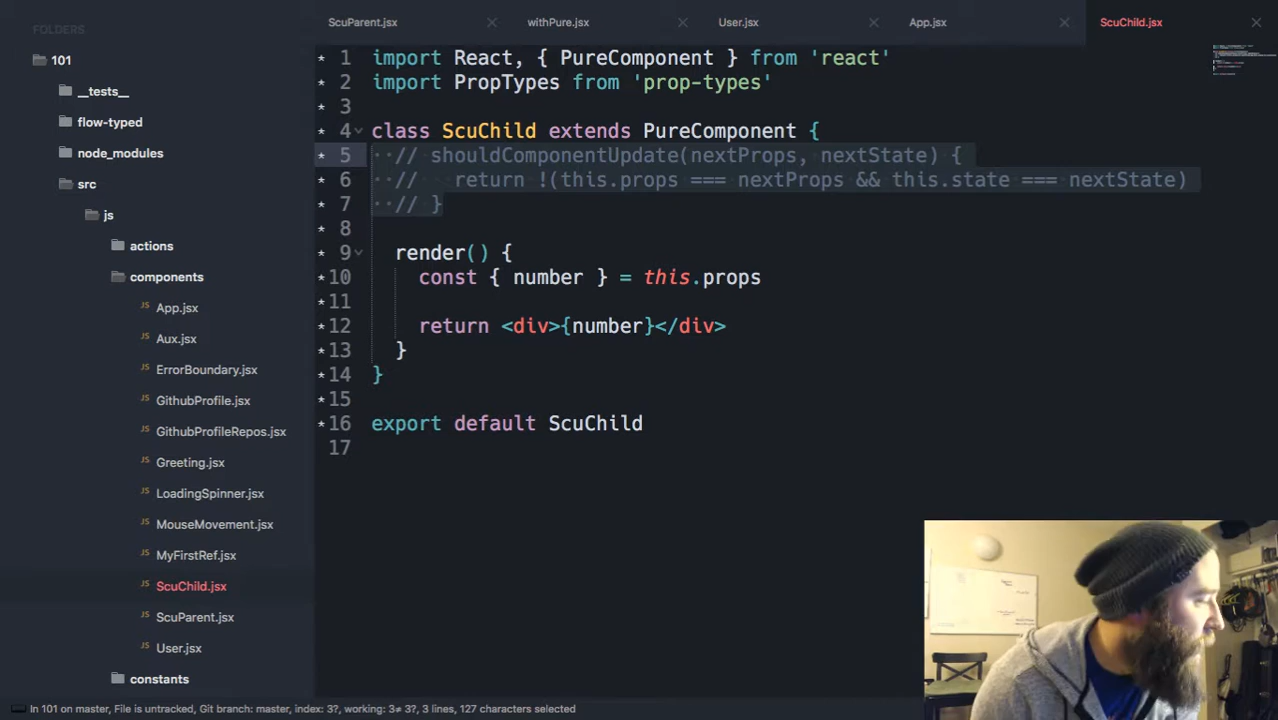 FOLDERS
101
__tests__
flow-typed
node_modules
src
js
actions
components
App.jsx
Aux.jsx
ErrorBoundary.jsx
GithubProfile.jsx
GithubProfileRepos.jsx
Greeting.jsx
LoadingSpinner.jsx
MouseMovement.jsx
MyFirstRef.jsx
ScuChild.jsx
ScuParent.jsx
User.jsx
constants
ScuParent.jsx
withPure.jsx
User.jsx
App.jsx
ScuChild.jsx
1 import React, { PureComponent } from 'react'
2 import PropTypes from 'prop-types'
3
4 class ScuChild extends PureComponent {
5 // shouldComponentUpdate(nextProps, nextState) {
6 //   return !(this.props === nextProps && this.state === nextState)
7 // }
8
9 render() {
10 const { number } = this.props
11
12 return <div>{number}</div>
13 }
14 }
15
16 export default ScuChild
17
In 101 on master, File is untracked, Git branch: master, index: 3?, working: 3≠ 3?, 3 lines, 127 characters selected